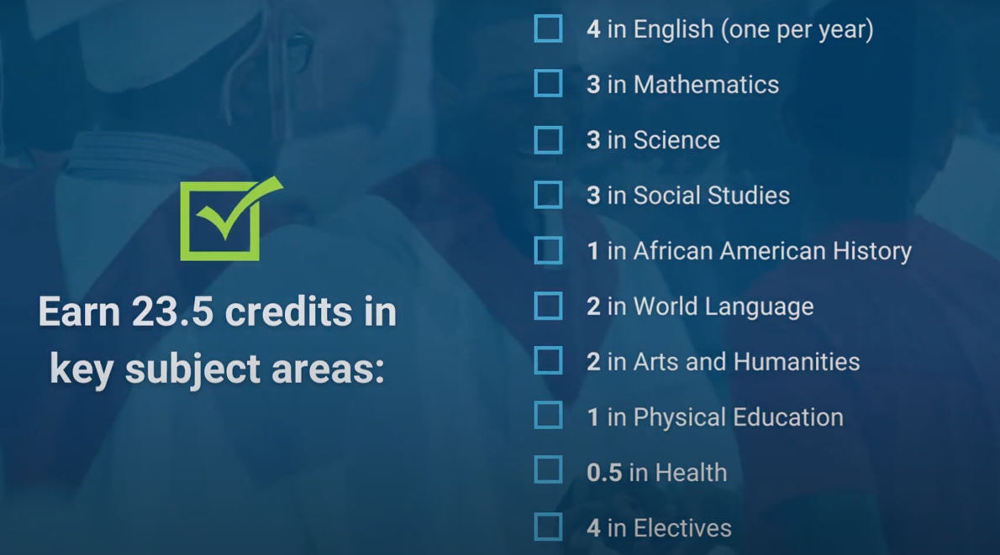 Earn 23.5 credits in
key subject areas:
4 in English (one per year)
3 in Mathematics
3 in Science
3 in Social Studies
1 in African American History
2 in World Language
2 in Arts and Humanities
1 in Physical Education
0.5 in Health
4 in Electives